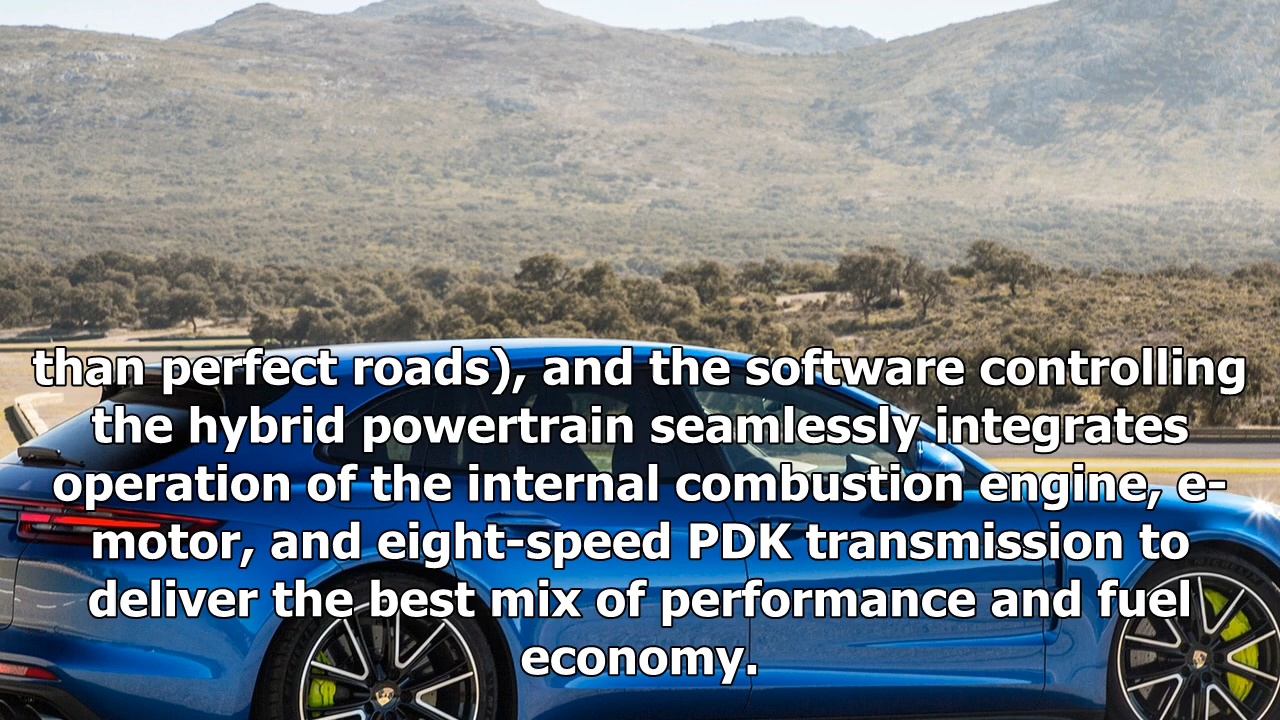 than perfect roads), and the software controlling
the hybrid powertrain seamlessly integrates
operation of the internal combustion engine, e-
motor, and eight-speed PDK transmission to
deliver the best mix of performance and fuel
economy.